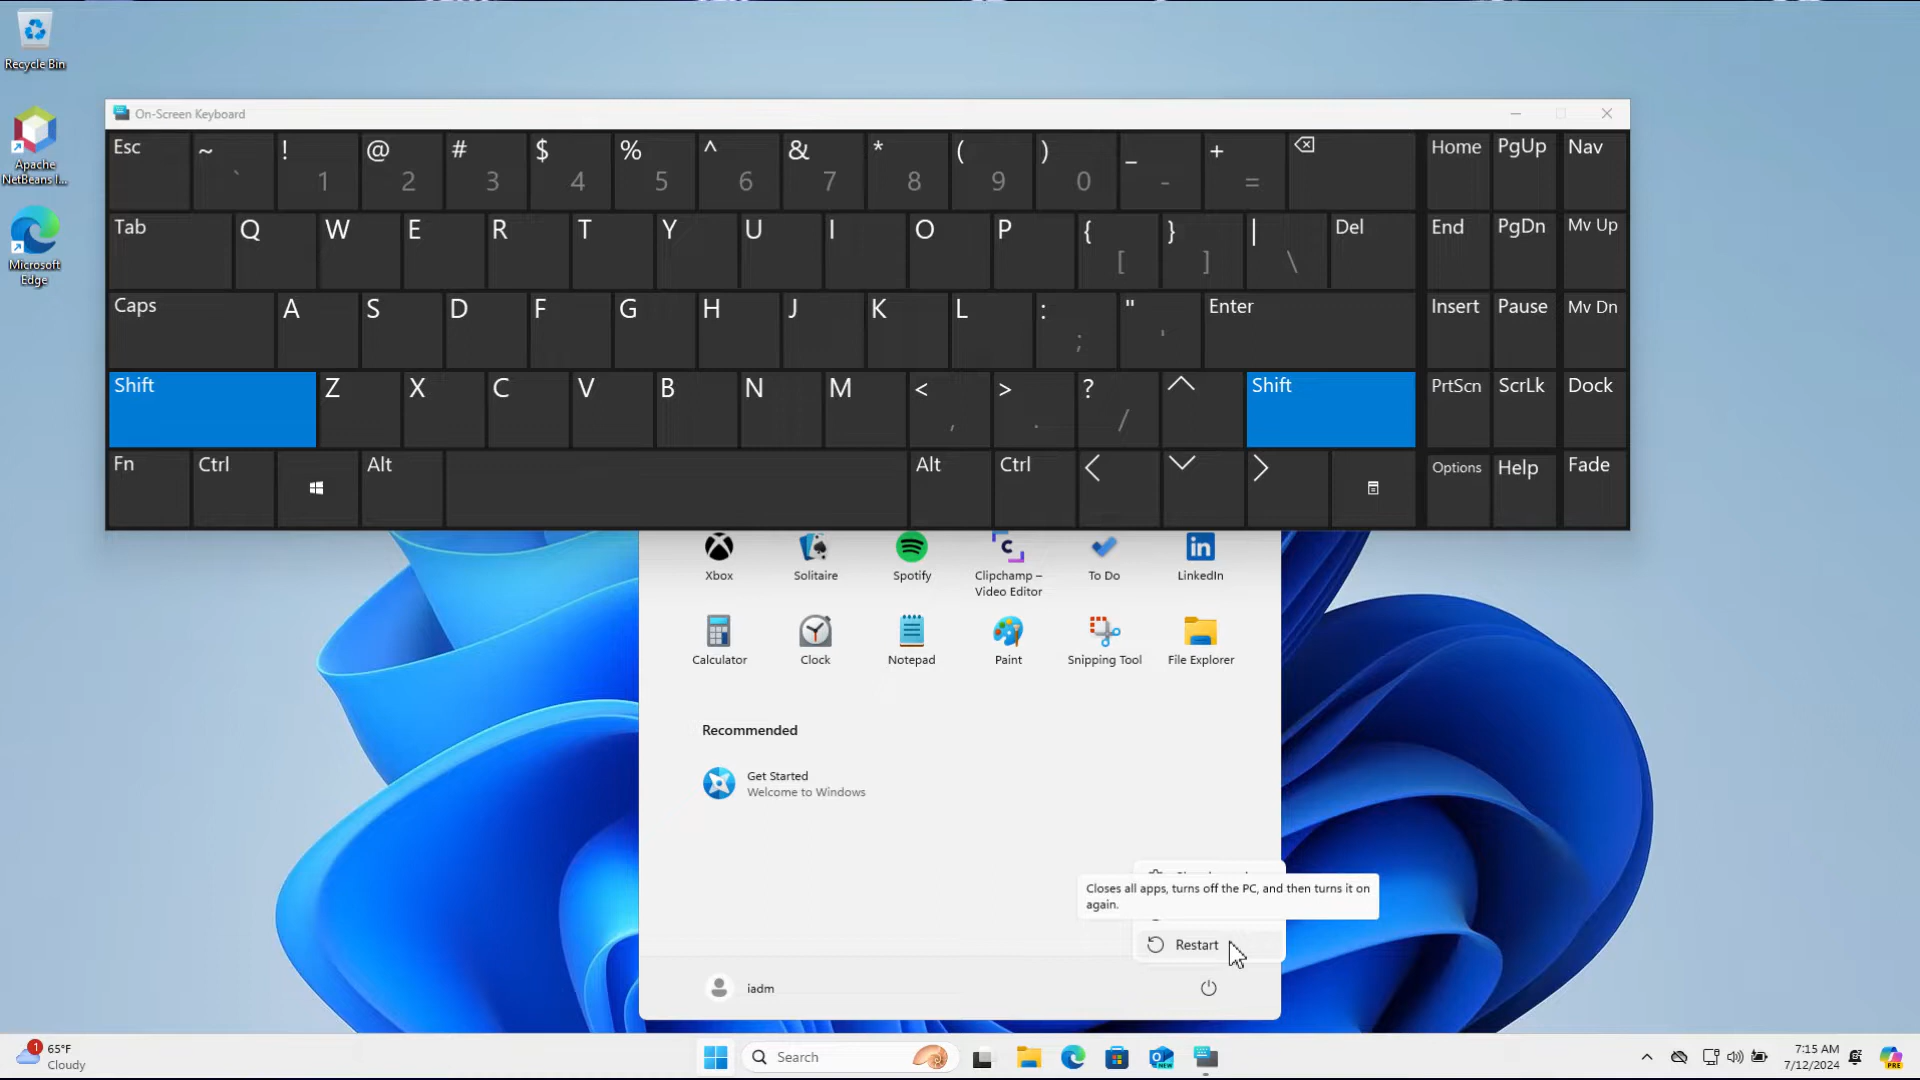 Recycle Bin
Apache
NetBeans I...
Microsoft
Edge
On-Screen Keyboard
Esc ~ ` ! 1 @ 2 # 3 $ 4 % 5 ^ 6 & 7 * 8 ( 9 ) 0 _ - + = Home PgUp Nav
Tab Q W E R T Y U I O P { [ } ] | \ Del End PgDn Mv Up
Caps A S D F G H J K L : ; " ' Enter Insert Pause Mv Dn
Shift Z X C V B N M < , > . ? / Shift PrtScn ScrLk Dock
Fn Ctrl Alt Alt Ctrl Options Help Fade
Xbox Solitaire Spotify Clipchamp – To Do LinkedIn
Video Editor
Calculator Clock Notepad Paint Snipping Tool File Explorer
Recommended
Get Started
Welcome to Windows
Closes all apps, turns off the PC, and then turns it on
again.
Restart
iadm
1
65°F
Cloudy
Search
NEW
7:15 AM
7/12/2024
PRE